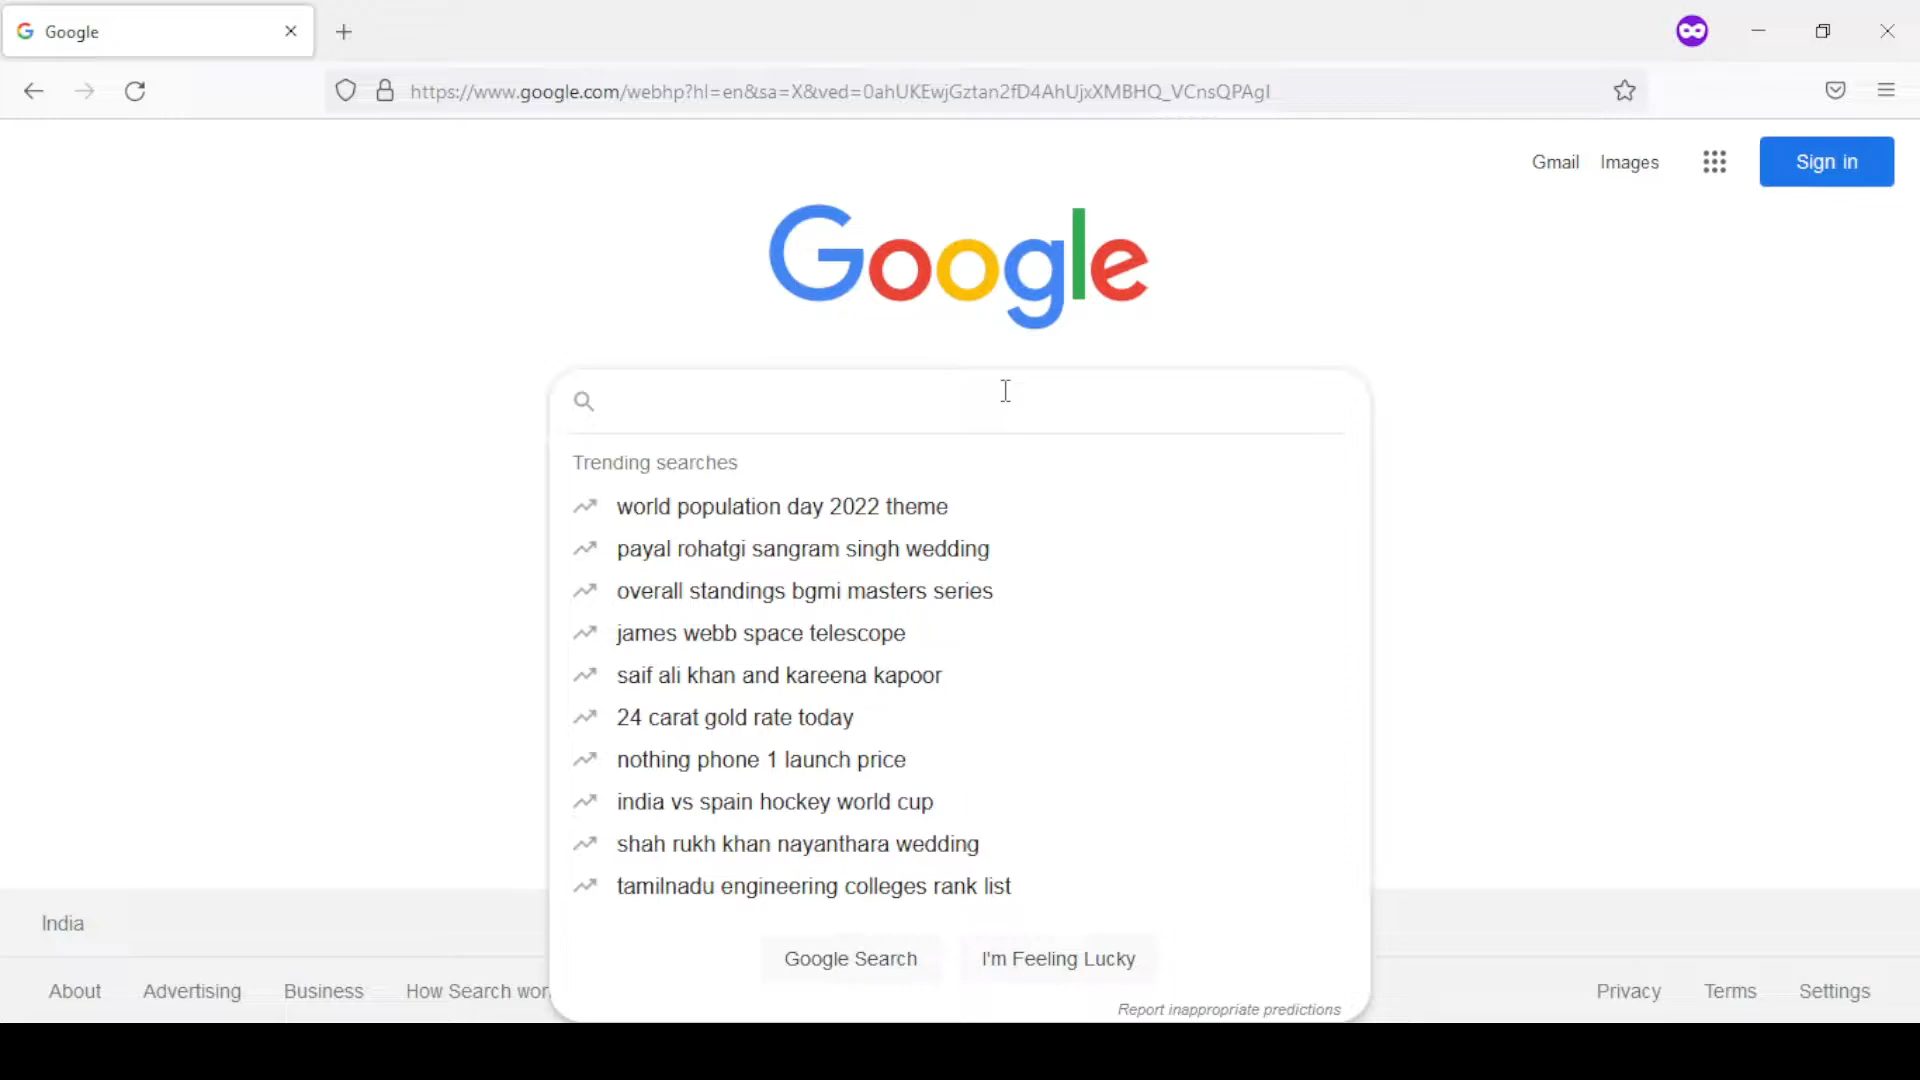 Google
https://www.google.com/webhp?hl=en&sa=X&ved=0ahUKEwjGztan2fD4AhUjxXMBHQ_VCnsQPAgI
Gmail Images Sign in
Google
Trending searches
world population day 2022 theme
payal rohatgi sangram singh wedding
overall standings bgmi masters series
james webb space telescope
saif ali khan and kareena kapoor
24 carat gold rate today
nothing phone 1 launch price
india vs spain hockey world cup
shah rukh khan nayanthara wedding
tamilnadu engineering colleges rank list
India
Google Search I'm Feeling Lucky
About Advertising Business How Search wor Privacy Terms Settings
Report inappropriate predictions